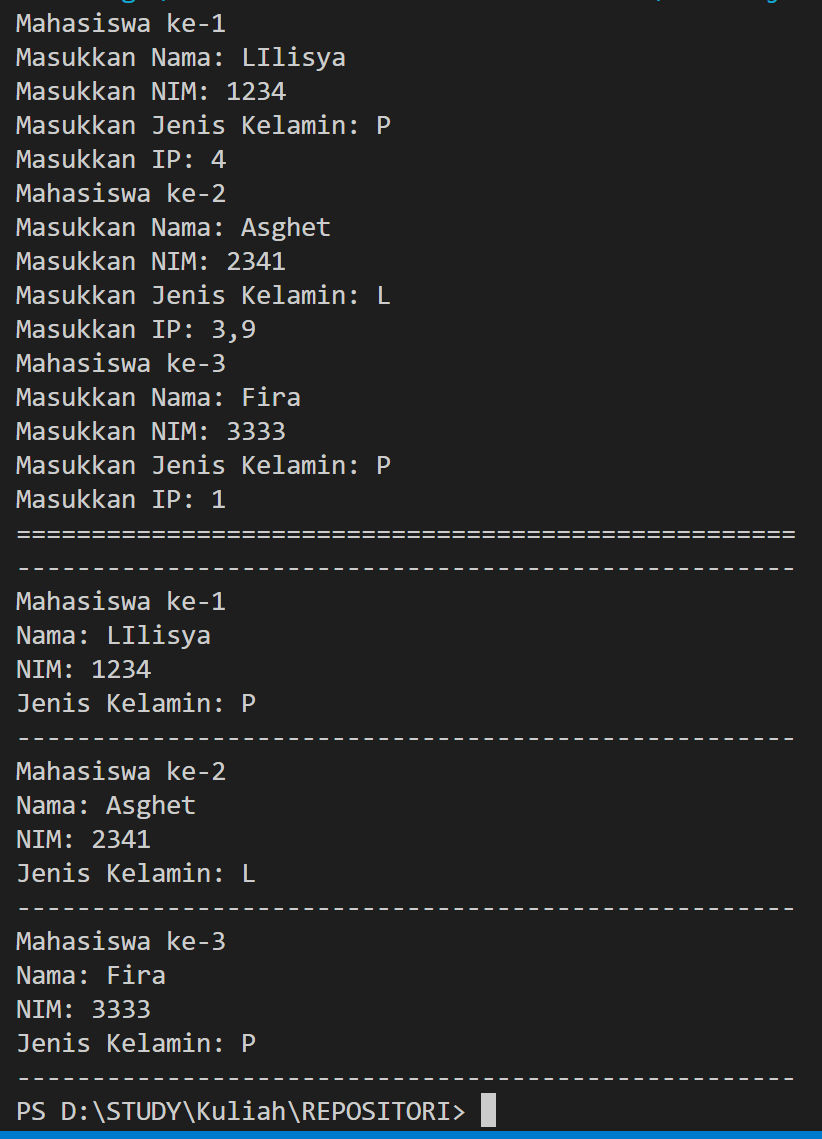 Mahasiswa ke-1
Masukkan Nama: LIlisya
Masukkan NIM: 1234
Masukkan Jenis Kelamin: P
Masukkan IP: 4
Mahasiswa ke-2
Masukkan Nama: Asghet
Masukkan NIM: 2341
Masukkan Jenis Kelamin: L
Masukkan IP: 3,9
Mahasiswa ke-3
Masukkan Nama: Fira
Masukkan NIM: 3333
Masukkan Jenis Kelamin: P
Masukkan IP: 1
====================================================
----------------------------------------------------
Mahasiswa ke-1
Nama: LIlisya
NIM: 1234
Jenis Kelamin: P
----------------------------------------------------
Mahasiswa ke-2
Nama: Asghet
NIM: 2341
Jenis Kelamin: L
----------------------------------------------------
Mahasiswa ke-3
Nama: Fira
NIM: 3333
Jenis Kelamin: P
----------------------------------------------------
PS D:\STUDY\Kuliah\REPOSITORI>